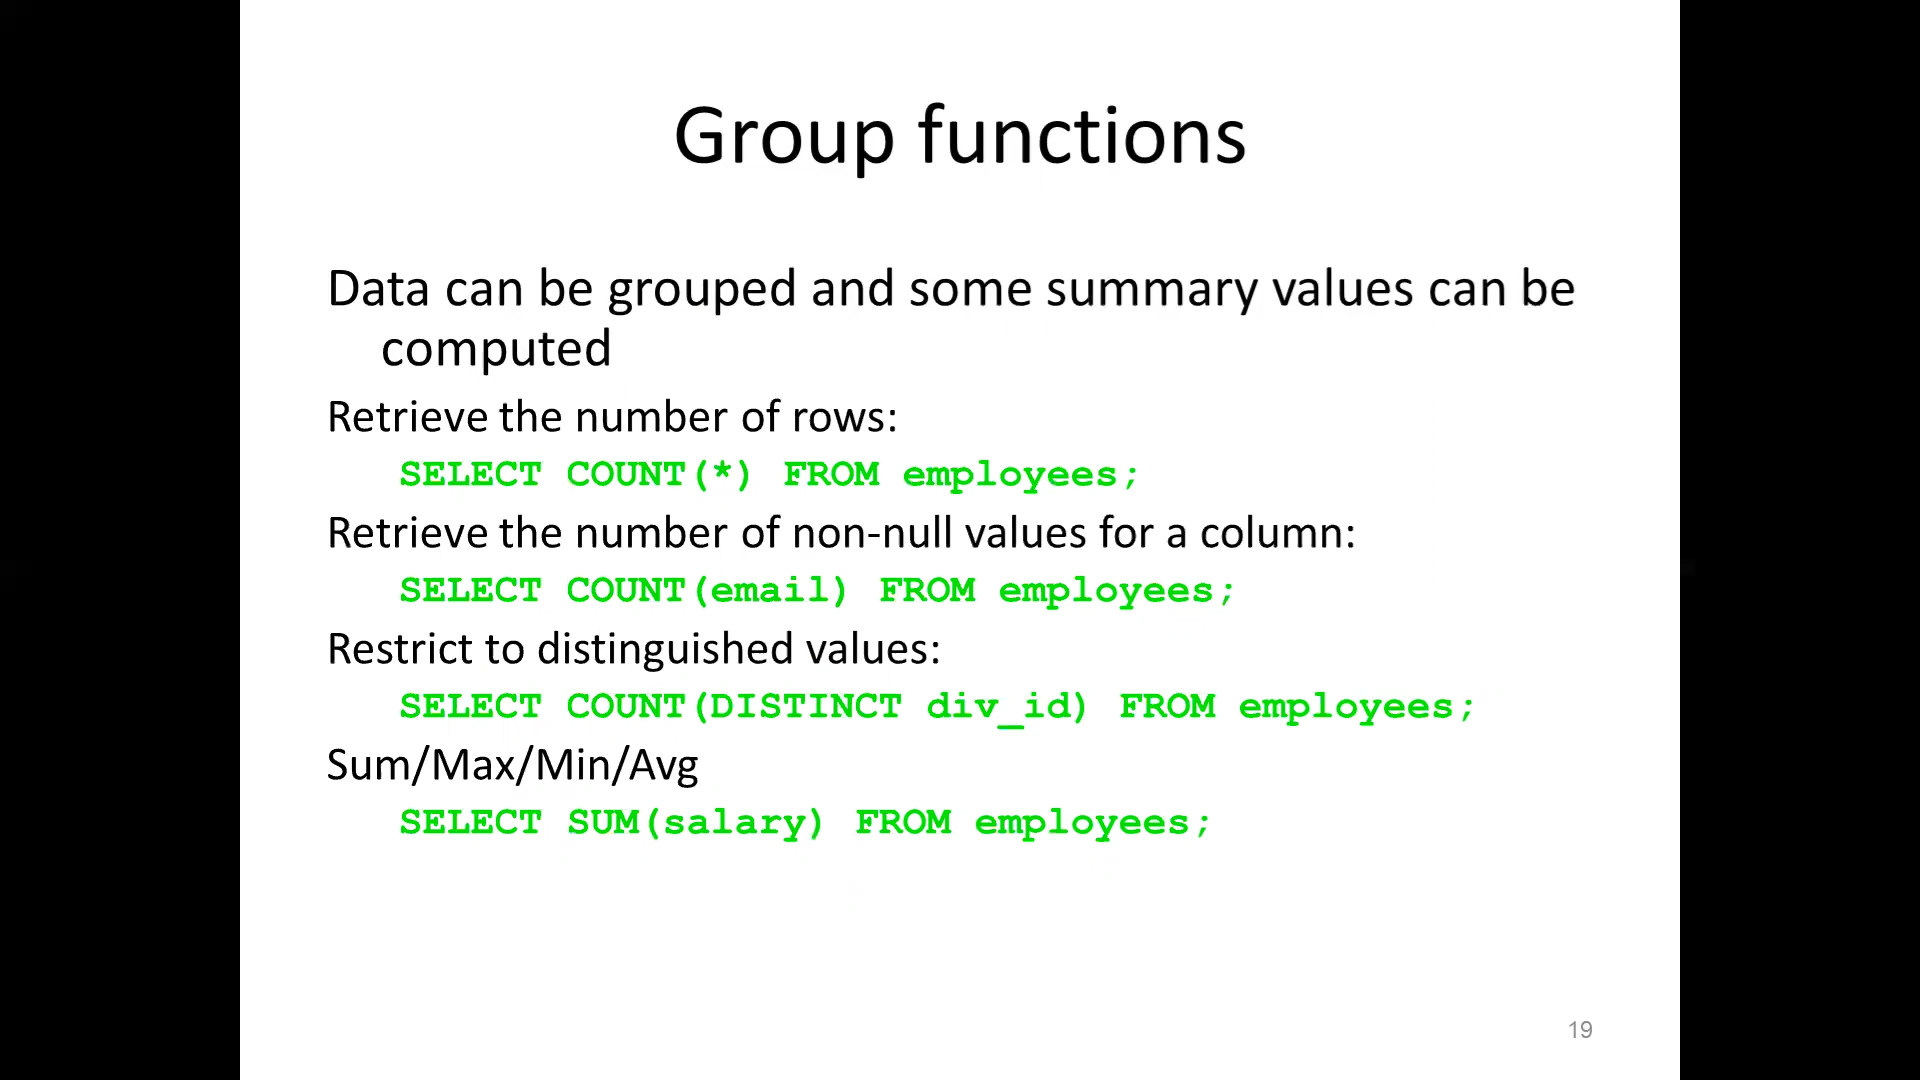 Group functions
Data can be grouped and some summary values can be
computed
Retrieve the number of rows:
SELECT COUNT(*) FROM employees;
Retrieve the number of non-null values for a column:
SELECT COUNT(email) FROM employees;
Restrict to distinguished values:
SELECT COUNT(DISTINCT div_id) FROM employees;
Sum/Max/Min/Avg
SELECT SUM(salary) FROM employees;
19